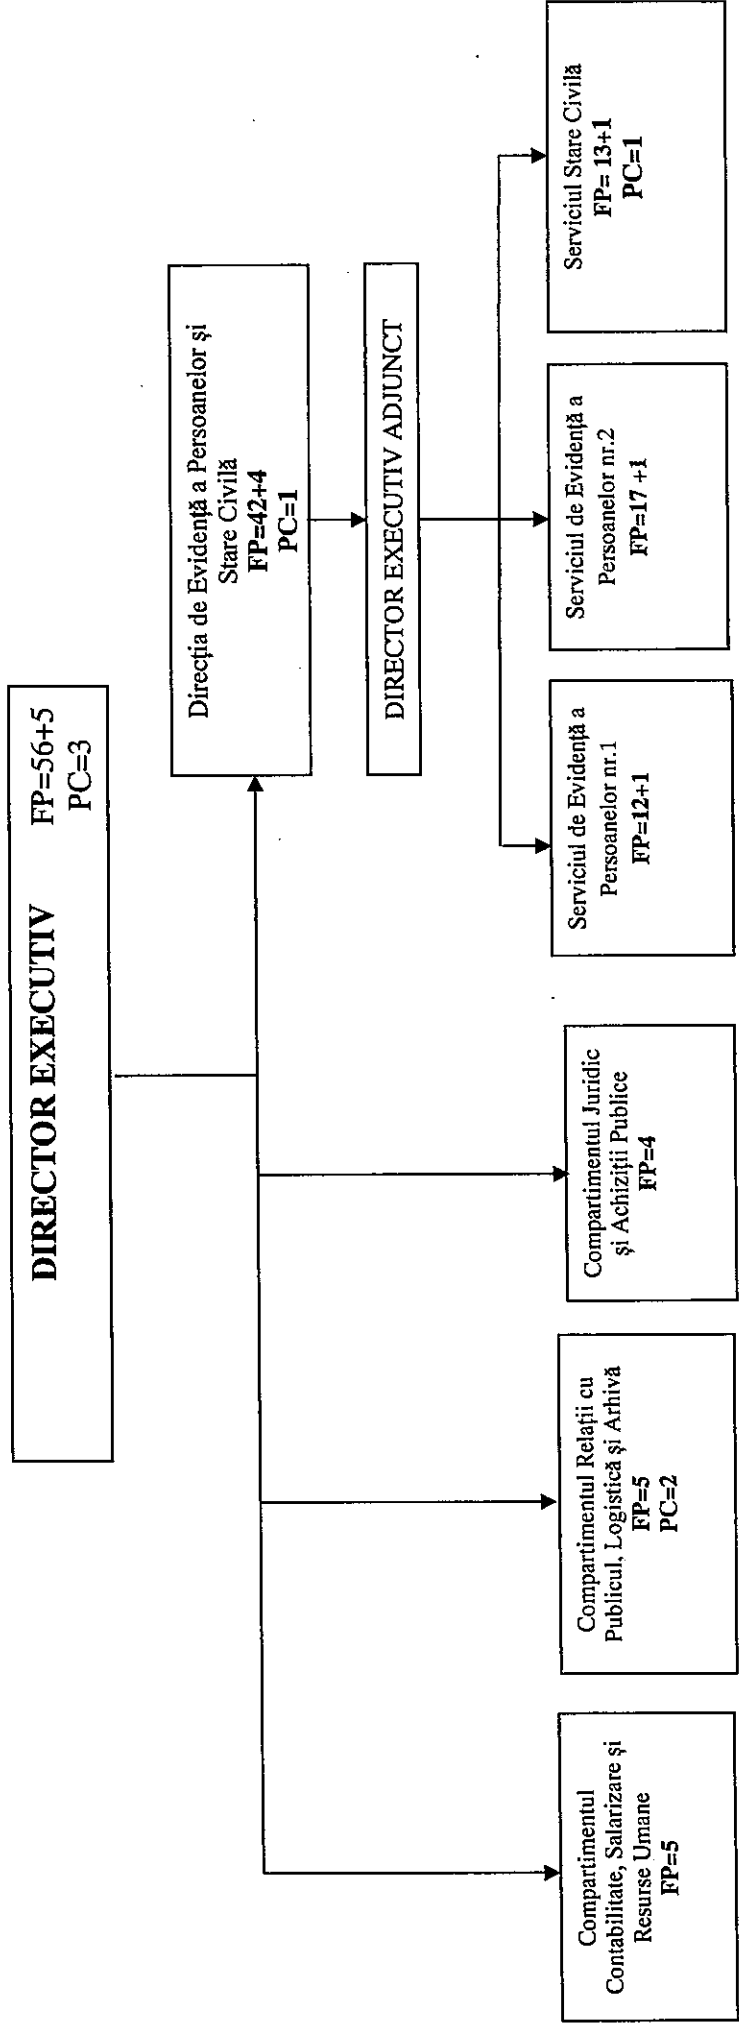 DIRECTOR EXECUTIV FP=56+5
PC=3
Direcția de Evidență a Persoanelor și
Stare Civilă
FP=42+4
PC=1
DIRECTOR EXECUTIV ADJUNCT
Compartimentul
Contabilitate, Salarizare și
Resurse Umane
FP=5
Compartimentul Relații cu
Publicul, Logistică și Arhivă
FP=5
PC=2
Compartimentul Juridic
și Achiziții Publice
FP=4
Serviciul de Evidență a
Persoanelor nr.1
FP=12+1
Serviciul de Evidență a
Persoanelor nr.2
FP=17 +1
Serviciul Stare Civilă
FP= 13+1
PC=1